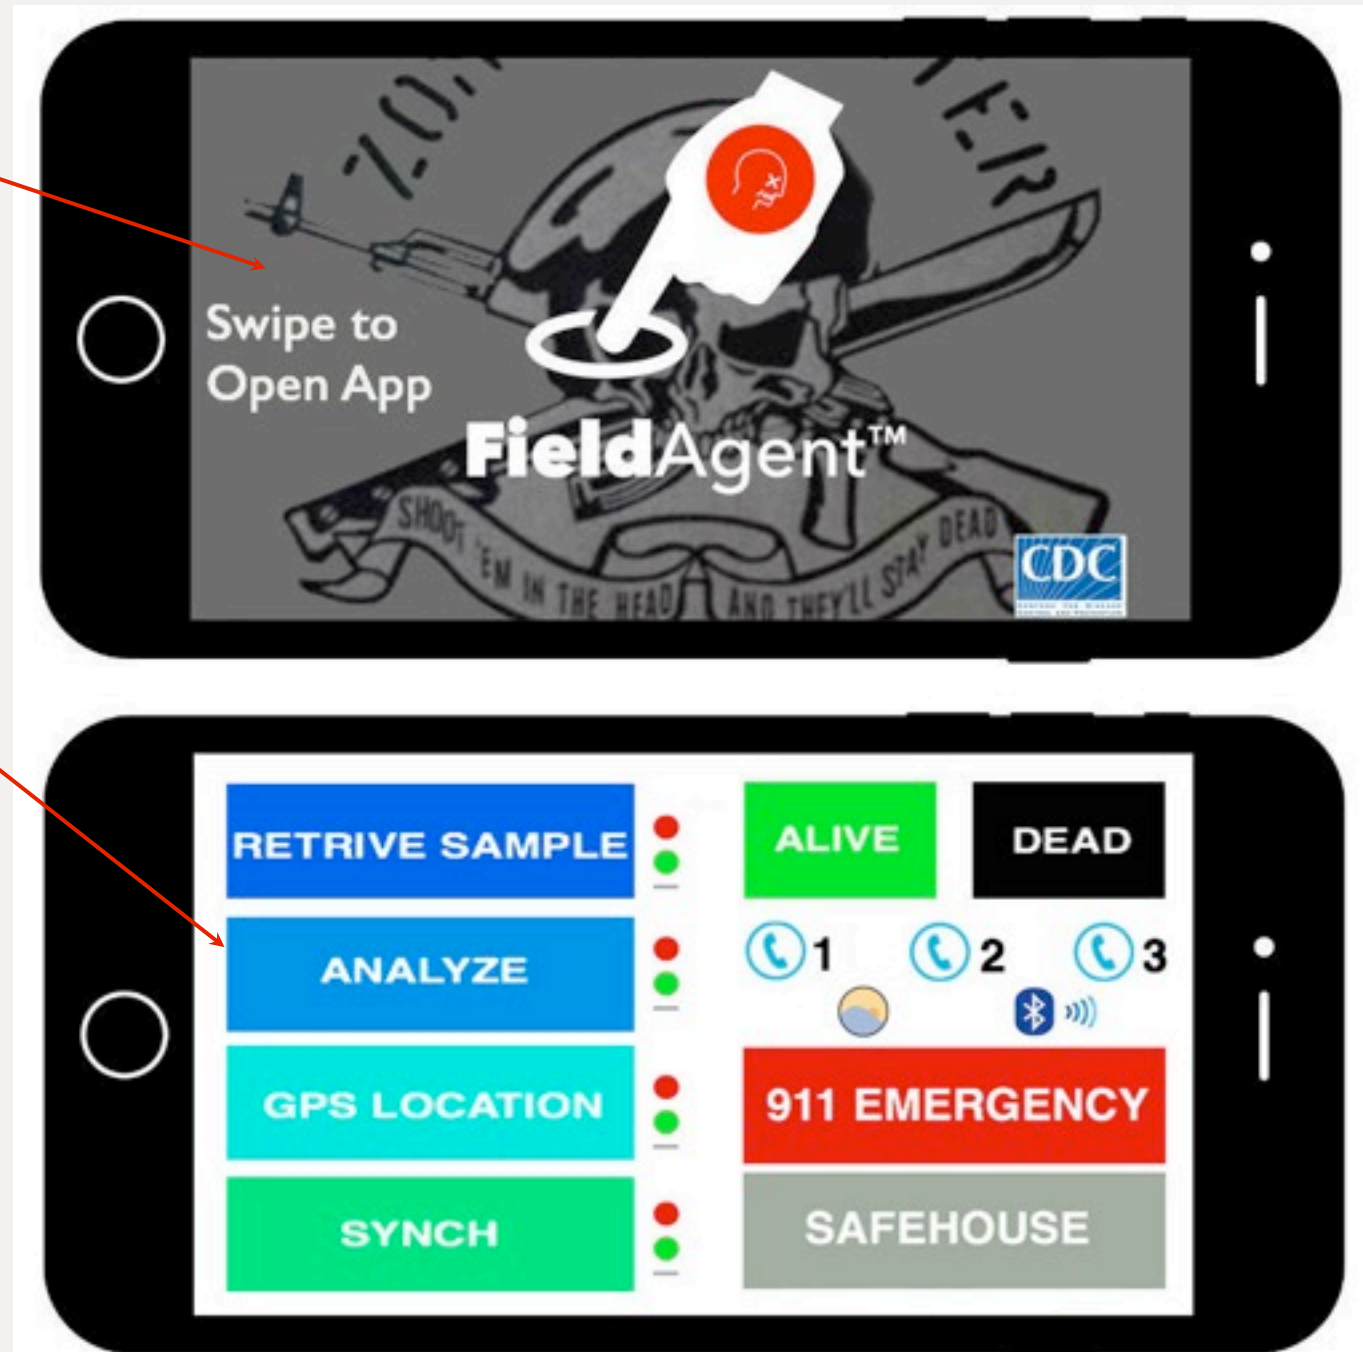 Swipe to
Open App
FieldAgent™
SHOOT 'EM IN THE HEAD AND THEY'LL STAY DEAD
CDC
RETRIVE SAMPLE
ALIVE
DEAD
ANALYZE
1
2
3
GPS LOCATION
911 EMERGENCY
SYNCH
SAFEHOUSE